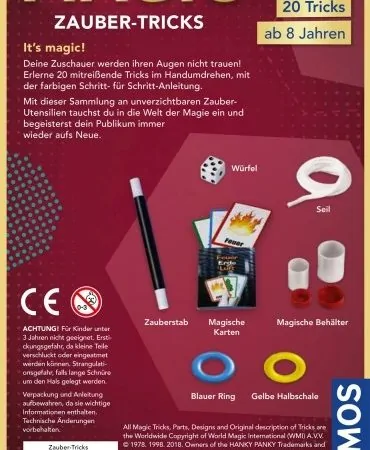 MAGIC
ZAUBER-TRICKS
20 Tricks
ab 8 Jahren
It's magic!
Deine Zuschauer werden ihren Augen nicht trauen!
Erlerne 20 mitreißende Tricks im Handumdrehen, mit
der farbigen Schritt- für Schritt-Anleitung.
Mit dieser Sammlung an unverzichtbaren Zauber-
Utensilien tauchst du in die Welt der Magie ein und
begeisterst dein Publikum immer
wieder aufs Neue.
Würfel
Seil
Feuer
Feuer
Erde
Luft
Zauberstab
Magische
Karten
Magische Behälter
CE
0-3
ACHTUNG! Für Kinder unter
3 Jahren nicht geeignet. Ersti-
ckungsgefahr, da kleine Teile
verschluckt oder eingeatmet
werden können. Strangulati-
onsgefahr, falls lange Schnüre
um den Hals gelegt werden.
Blauer Ring
Gelbe Halbschale
Verpackung und Anleitung
aufbewahren, da sie wichtige
Informationen enthalten.
Technische Änderungen
vorbehalten.
Zauber-Tricks
All Magic Tricks, Parts, Designs and Original description of Tricks are
the Worldwide Copyright of World Magic International (WMI) A.V.V.
© 1978. 1998. 2018. Owners of the HANKY PANKY Trademarks and
MOS